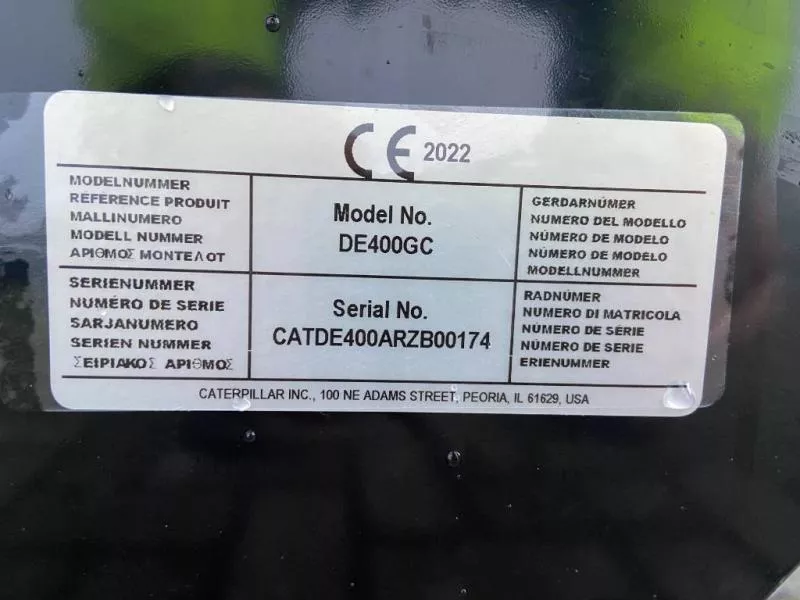 CE 2022
MODELNUMMER
REFERENCE PRODUIT
MALLINUMERO
MODELL NUMMER
ΑΡΙΘΜΟΣ ΜΟΝΤΕΛΟΤ
Model No.
DE400GC
GERDARNÚMER
NUMERO DEL MODELLO
NÚMERO DE MODELO
NÚMERO DE MODELO
MODELLNUMMER
SERIENUMMER
NUMÉRO DE SERIE
SARJANUMERO
SERIEN NUMMER
ΣΕΙΡΙΑΚΟΣ ΑΡΙΘΜΟΣ
Serial No.
CATDE400ARZB00174
RADNÚMER
NUMERO DI MATRICOLA
NÚMERO DE SÉRIE
NÚMERO DE SÉRIE
ERIENUMMER
CATERPILLAR INC., 100 NE ADAMS STREET, PEORIA, IL 61629, USA